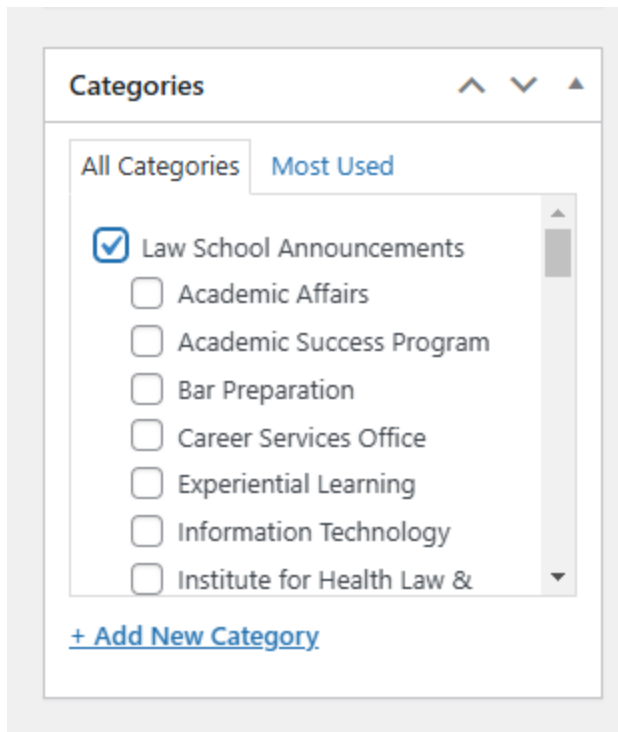 Categories
All Categories Most Used
Law School Announcements
Academic Affairs
Academic Success Program
Bar Preparation
Career Services Office
Experiential Learning
Information Technology
Institute for Health Law &
+ Add New Category